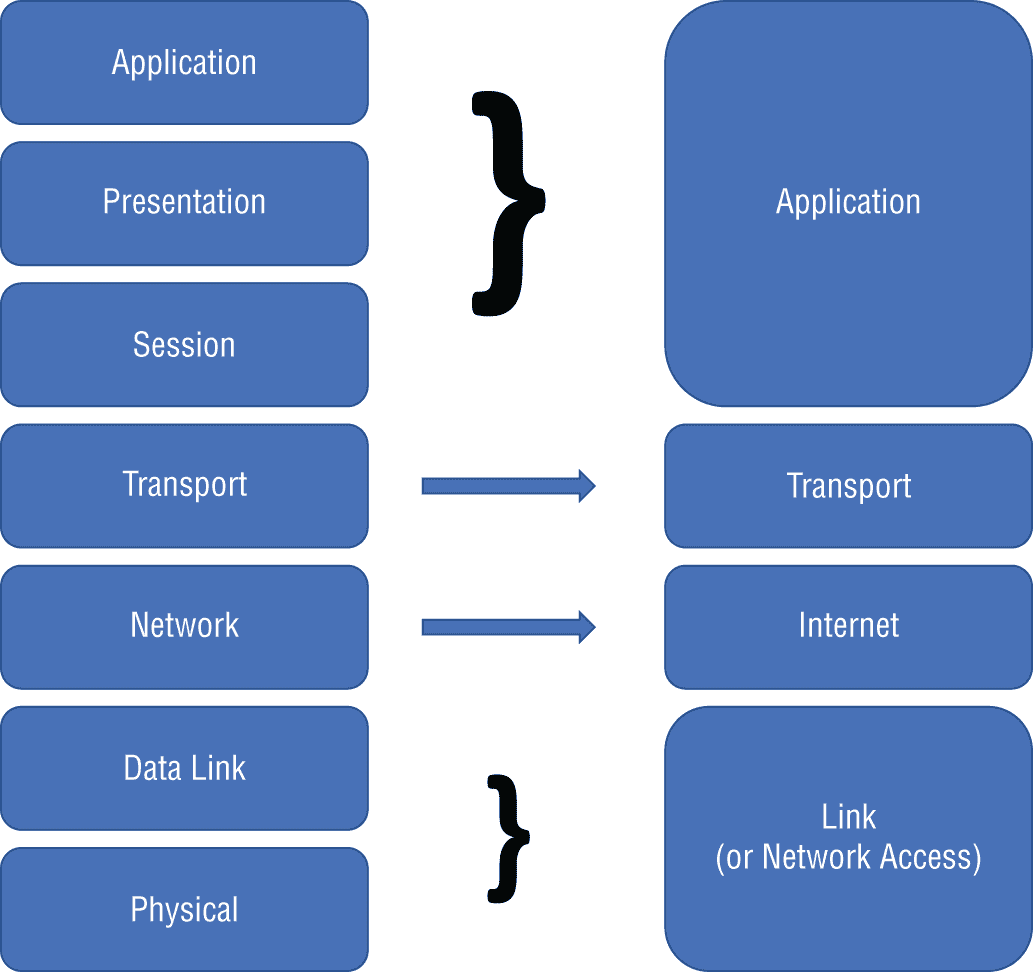 Application
Presentation
Session
Transport
Network
Data Link
Physical
Application
Transport
Internet
Link
(or Network Access)